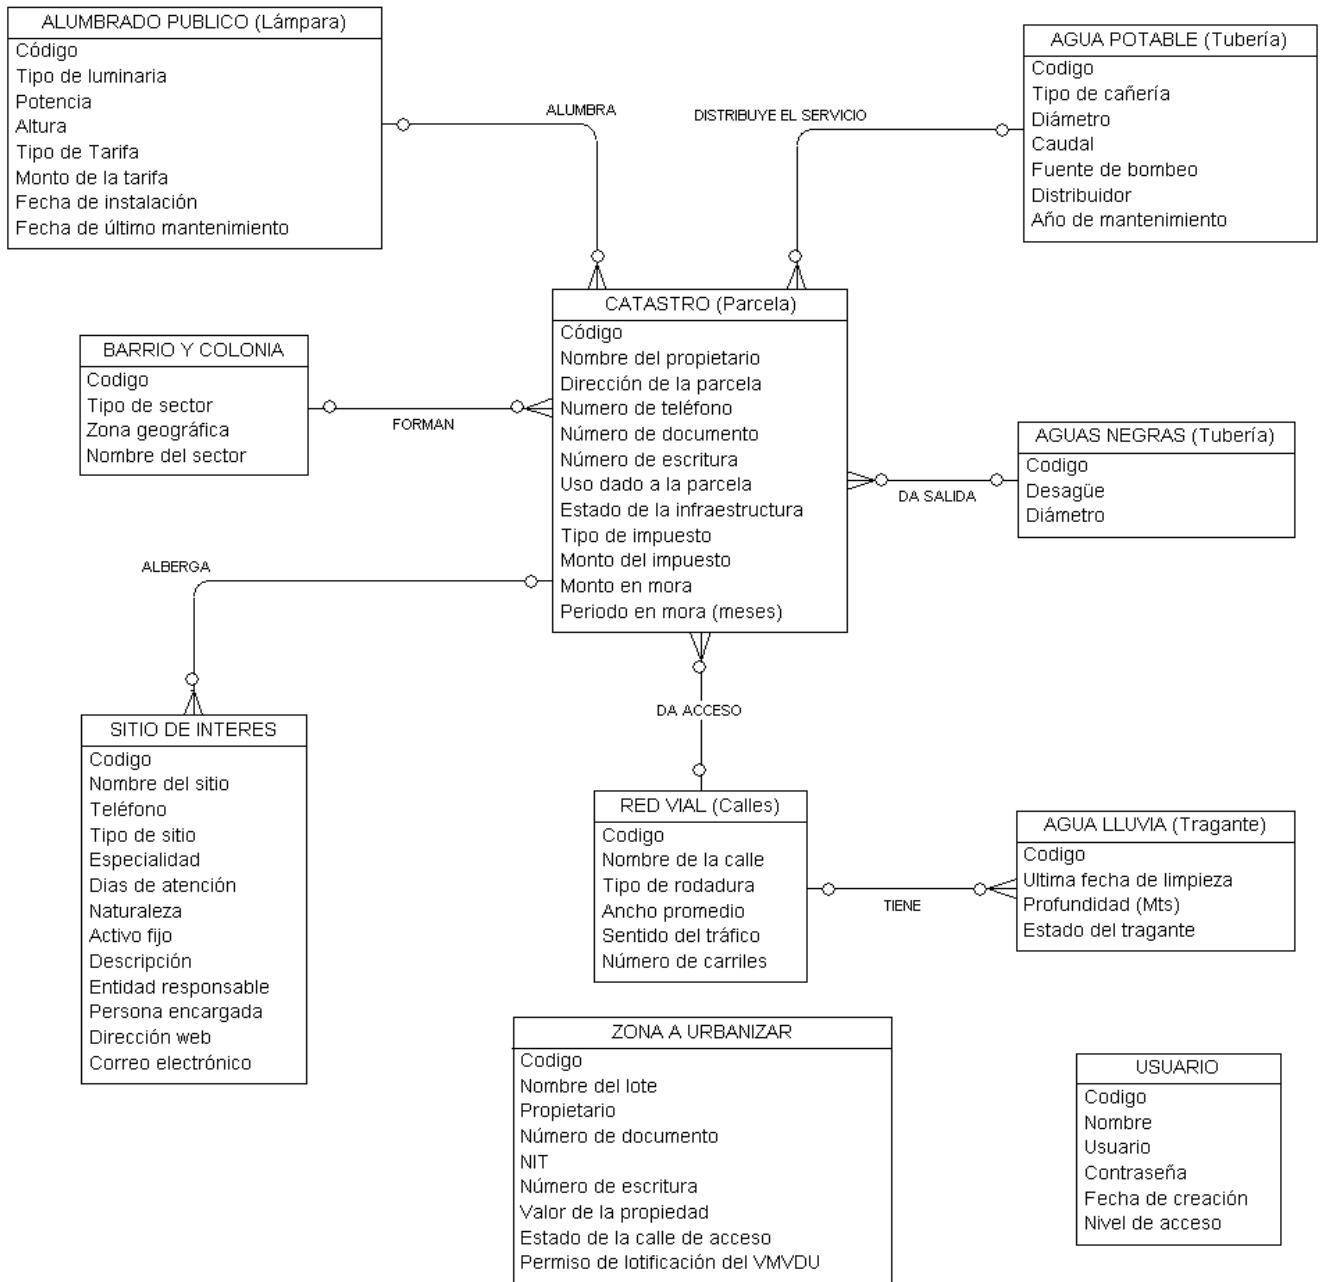 ALUMBRADO PUBLICO (Lámpara)
Código
Tipo de luminaria
Potencia
Altura
Tipo de Tarifa
Monto de la tarifa
Fecha de instalación
Fecha de último mantenimiento
ALUMBRA
DISTRIBUYE EL SERVICIO
AGUA POTABLE (Tubería)
Codigo
Tipo de cañería
Diámetro
Caudal
Fuente de bombeo
Distribuidor
Año de mantenimiento
BARRIO Y COLONIA
Codigo
Tipo de sector
Zona geográfica
Nombre del sector
FORMAN
CATASTRO (Parcela)
Código
Nombre del propietario
Dirección de la parcela
Numero de teléfono
Número de documento
Número de escritura
Uso dado a la parcela
Estado de la infraestructura
Tipo de impuesto
Monto del impuesto
Monto en mora
Periodo en mora (meses)
AGUAS NEGRAS (Tubería)
Codigo
Desagüe
Diámetro
DA SALIDA
ALBERGA
DA ACCESO
SITIO DE INTERES
Codigo
Nombre del sitio
Teléfono
Tipo de sitio
Especialidad
Dias de atención
Naturaleza
Activo fijo
Descripción
Entidad responsable
Persona encargada
Dirección web
Correo electrónico
RED VIAL (Calles)
Codigo
Nombre de la calle
Tipo de rodadura
Ancho promedio
Sentido del tráfico
Número de carriles
TIENE
AGUA LLUVIA (Tragante)
Codigo
Ultima fecha de limpieza
Profundidad (Mts)
Estado del tragante
ZONA A URBANIZAR
Codigo
Nombre del lote
Propietario
Número de documento
NIT
Número de escritura
Valor de la propiedad
Estado de la calle de acceso
Permiso de lotificación del VMVDU
USUARIO
Codigo
Nombre
Usuario
Contraseña
Fecha de creación
Nivel de acceso